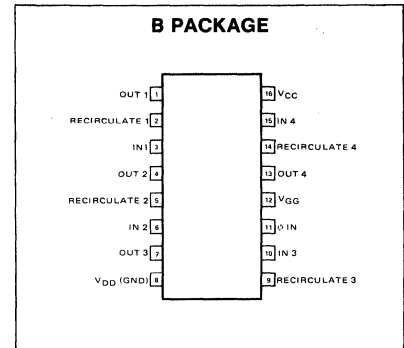 B PACKAGE
OUT 1 1
RECIRCULATE 1 2
IN1 3
OUT 2 4
RECIRCULATE 2 5
IN 2 6
OUT 3 7
VDD (GND) 8
16 VCC
15 IN 4
14 RECIRCULATE 4
13 OUT 4
12 VGG
11 ϕ IN
10 IN 3
9 RECIRCULATE 3